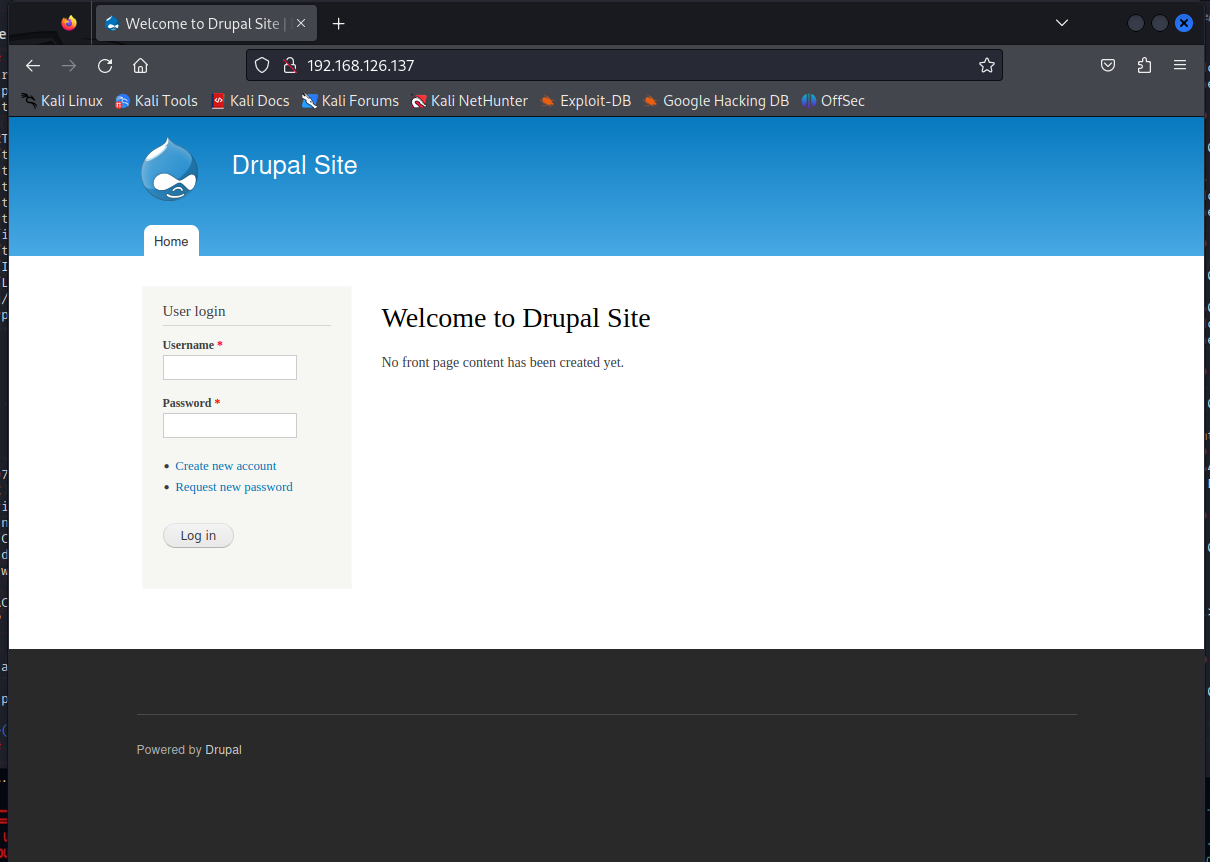 Welcome to Drupal Site |
192.168.126.137
Kali Linux Kali Tools Kali Docs Kali Forums Kali NetHunter Exploit-DB Google Hacking DB OffSec
Drupal Site
Home
User login
Username *
Password *
Create new account
Request new password
Log in
Welcome to Drupal Site
No front page content has been created yet.
Powered by Drupal